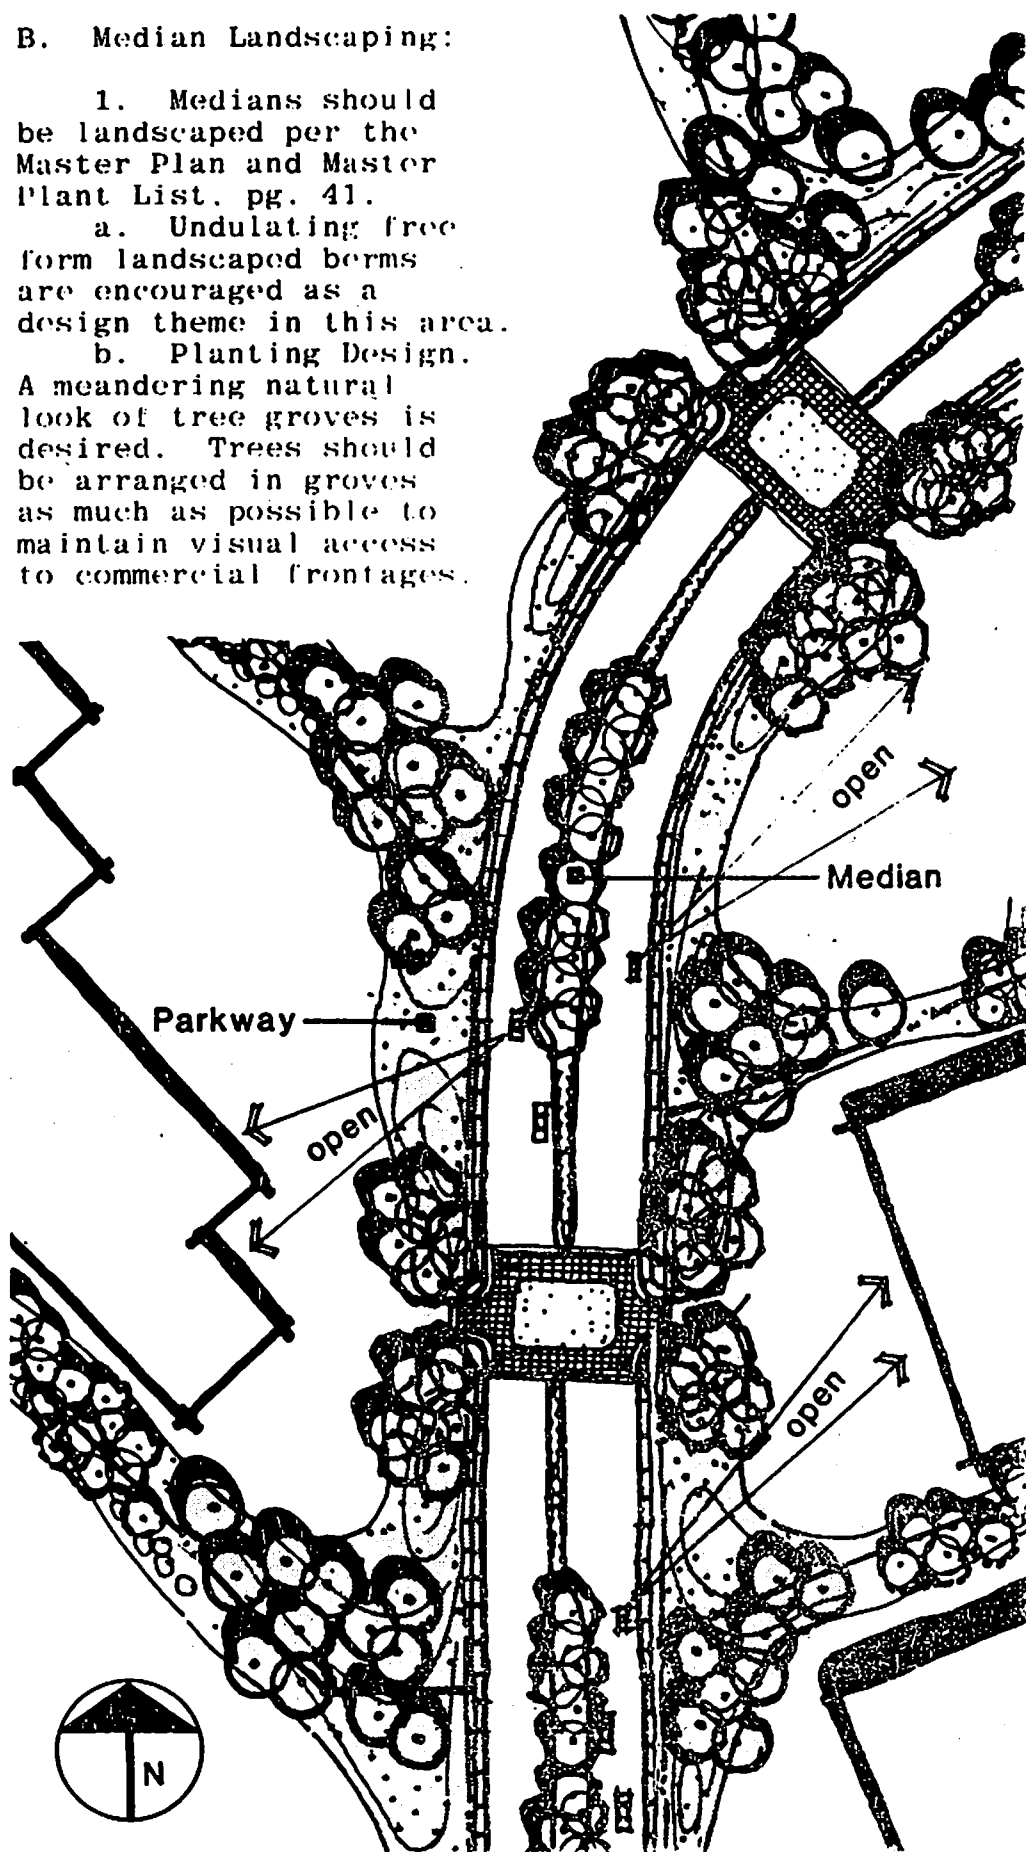 B. Median Landscaping:
1. Medians should
be landscaped per the
Master Plan and Master
Plant List. pg. 41.
a. Undulating free
form landscaped berms
are encouraged as a
design theme in this area.
b. Planting Design.
A meandering natural
look of tree groves is
desired. Trees should
be arranged in groves
as much as possible to
maintain visual access
to commercial frontages.
open
Median
Parkway
open
open
N